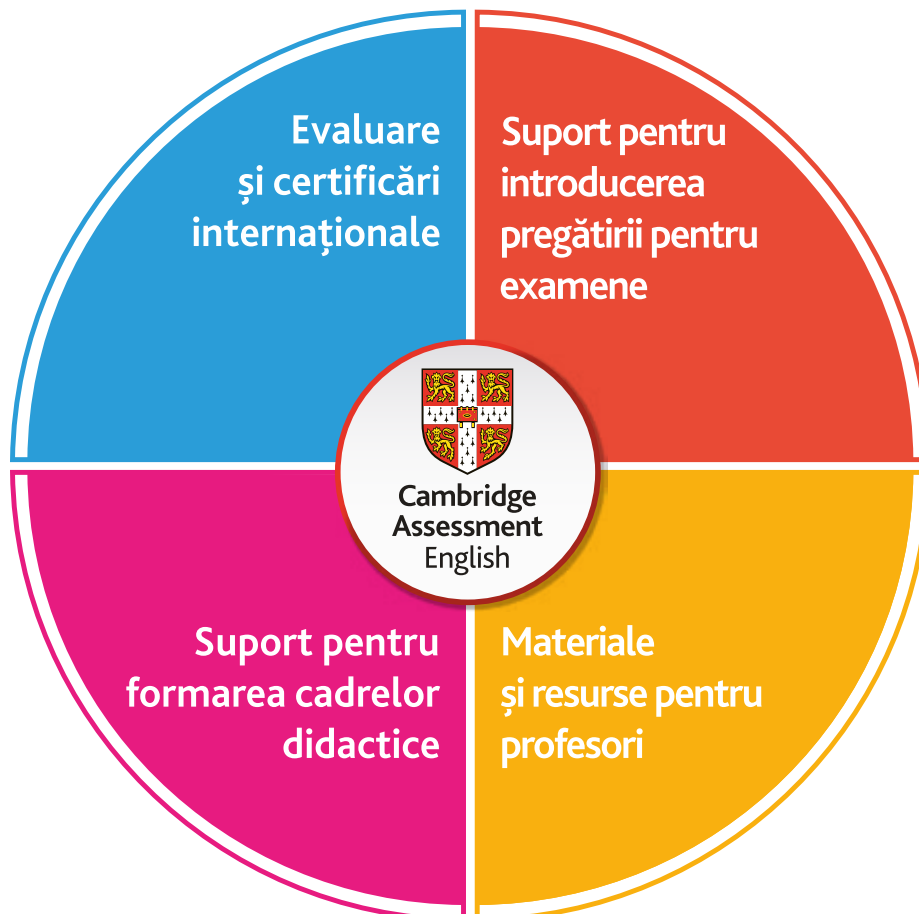 Evaluare
și certificări
internaționale
Suport pentru
introducerea
pregătirii pentru
examene
Cambridge
Assessment
English
Suport pentru
formarea cadrelor
didactice
Materiale
și resurse pentru
profesori